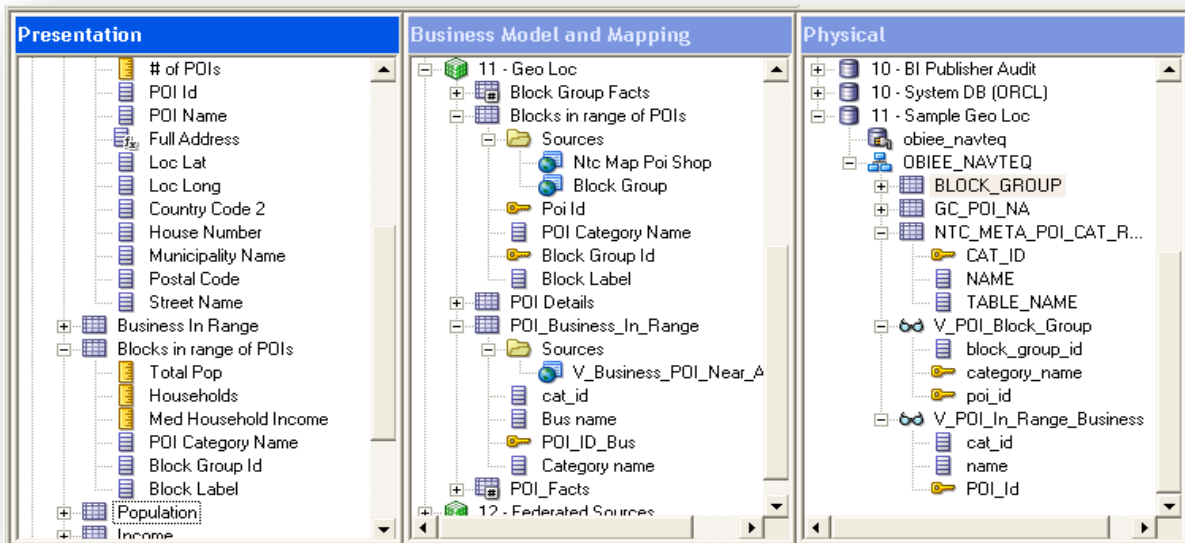 Presentation
# of POIs
POI Id
POI Name
Full Address
Loc Lat
Loc Long
Country Code 2
House Number
Municipality Name
Postal Code
Street Name
Business In Range
Blocks in range of POIs
Total Pop
Households
Med Household Income
POI Category Name
Block Group Id
Block Label
Population
Income
Business Model and Mapping
11 - Geo Loc
Block Group Facts
Blocks in range of POIs
Sources
Ntc Map Poi Shop
Block Group
Poi Id
POI Category Name
Block Group Id
Block Label
POI Details
POI_Business_In_Range
Sources
V_Business_POI_Near_A
cat_id
Bus name
POI_ID_Bus
Category name
POI_Facts
12 - Federated Sources
Physical
10 - BI Publisher Audit
10 - System DB (ORCL)
11 - Sample Geo Loc
obiee_navteq
OBIEE_NAVTEQ
BLOCK_GROUP
GC_POI_NA
NTC_META_POI_CAT_R...
CAT_ID
NAME
TABLE_NAME
V_POI_Block_Group
block_group_id
category_name
poi_id
V_POI_In_Range_Business
cat_id
name
POI_Id